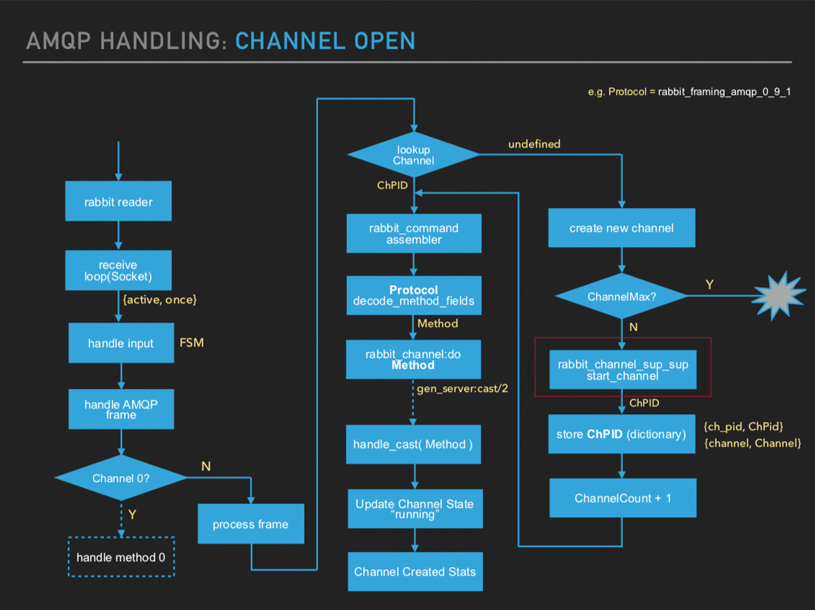 AMQP HANDLING: CHANNEL OPEN
e.g. Protocol = rabbit_framing_amqp_0_9_1
rabbit reader
receive
loop(Socket)
{active, once}
handle input
FSM
handle AMQP
frame
Channel 0?
N
Y
handle method 0
process frame
lookup
Channel
undefined
ChPID
rabbit_command
assembler
Protocol
decode_method_fields
Method
rabbit_channel:do
Method
gen_server:cast/2
handle_cast( Method )
Update Channel State
"running"
Channel Created Stats
create new channel
ChannelMax?
Y
N
rabbit_channel_sup_sup
start_channel
ChPID
store ChPID (dictionary)
{ch_pid, ChPid}
{channel, Channel}
ChannelCount + 1